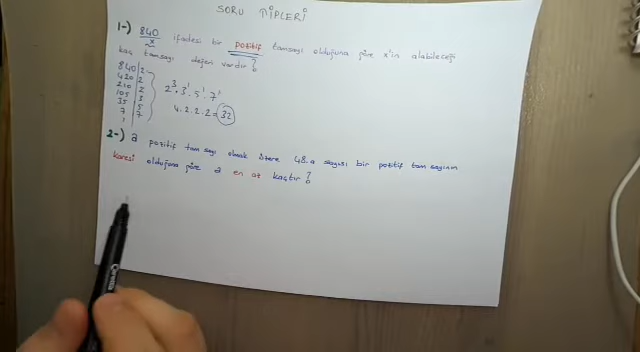 SORU TİPLERİ
1-) 840/x ifadesi bir pozitif tamsayı olduğuna göre x'in alabileceği
kaç tamsayı değeri vardır?
840 | 2
420 | 2
210 | 2
105 | 3
35 | 5
7 | 7
1
2³.3¹.5¹.7¹
4.2.2.2=32
2-) a pozitif tam sayı olmak üzere 48.a sayısı bir pozitif tam sayının
karesi olduğuna göre a en az kaçtır?